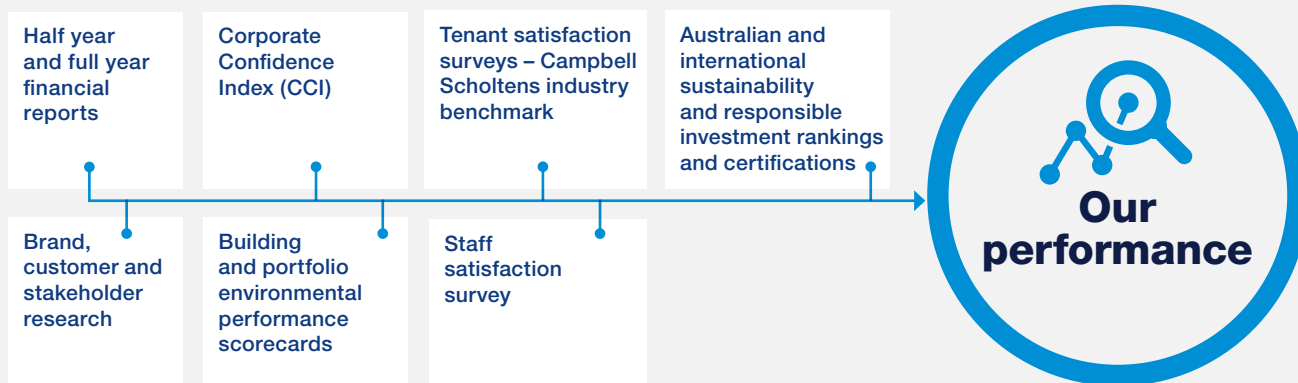 Half year
and full year
financial
reports
Corporate
Confidence
Index (CCI)
Tenant satisfaction
surveys – Campbell
Scholtens industry
benchmark
Australian and
international
sustainability
and responsible
investment rankings
and certifications
Brand,
customer and
stakeholder
research
Building
and portfolio
environmental
performance
scorecards
Staff
satisfaction
survey
Our
performance